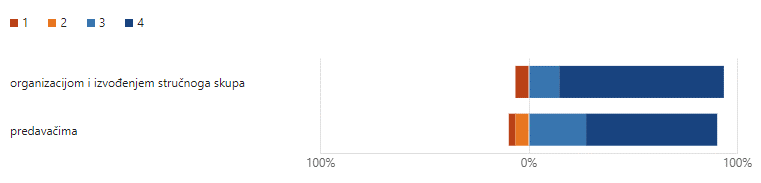 1 2 3 4
organizacijom i izvođenjem stručnoga skupa
predavačima
100% 0% 100%